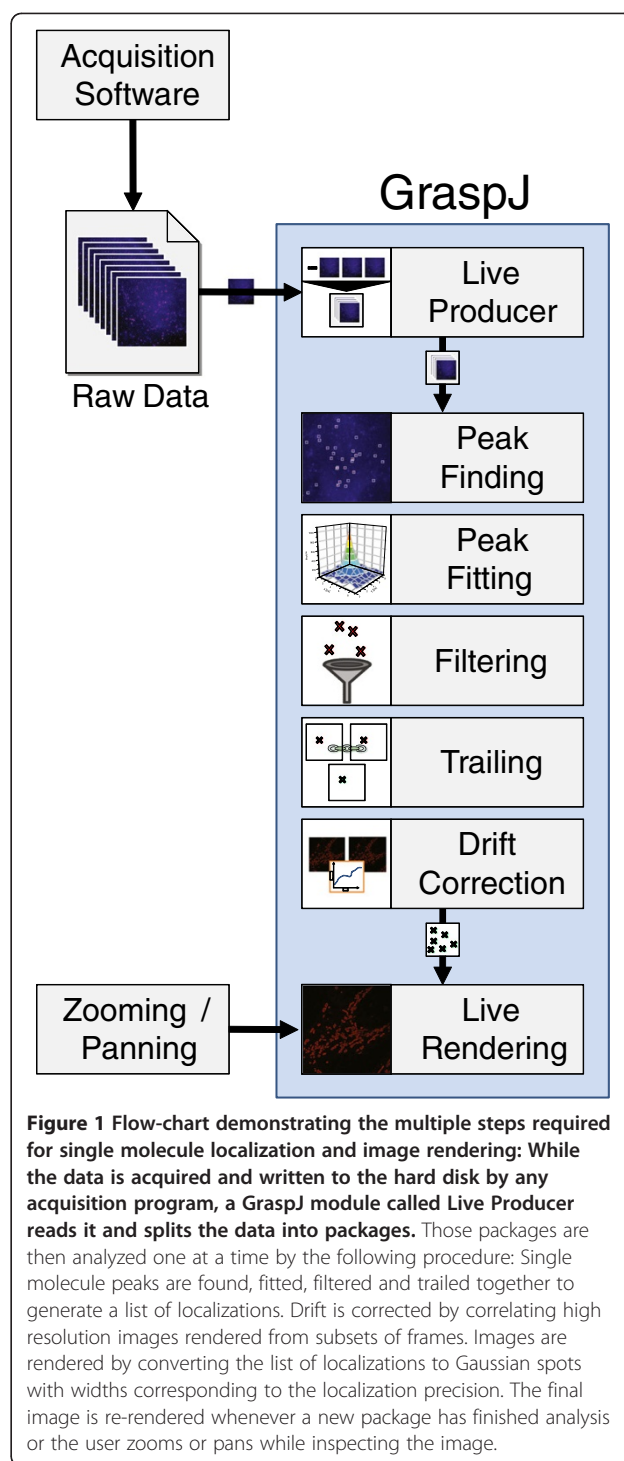 Acquisition
Software
GraspJ
Raw Data
Live
Producer
Peak
Finding
Peak
Fitting
Filtering
Trailing
Drift
Correction
Zooming /
Panning
Live
Rendering
Figure 1 Flow-chart demonstrating the multiple steps required
for single molecule localization and image rendering: While
the data is acquired and written to the hard disk by any
acquisition program, a GraspJ module called Live Producer
reads it and splits the data into packages. Those packages are
then analyzed one at a time by the following procedure: Single
molecule peaks are found, fitted, filtered and trailed together to
generate a list of localizations. Drift is corrected by correlating high
resolution images rendered from subsets of frames. Images are
rendered by converting the list of localizations to Gaussian spots
with widths corresponding to the localization precision. The final
image is re-rendered whenever a new package has finished analysis
or the user zooms or pans while inspecting the image.